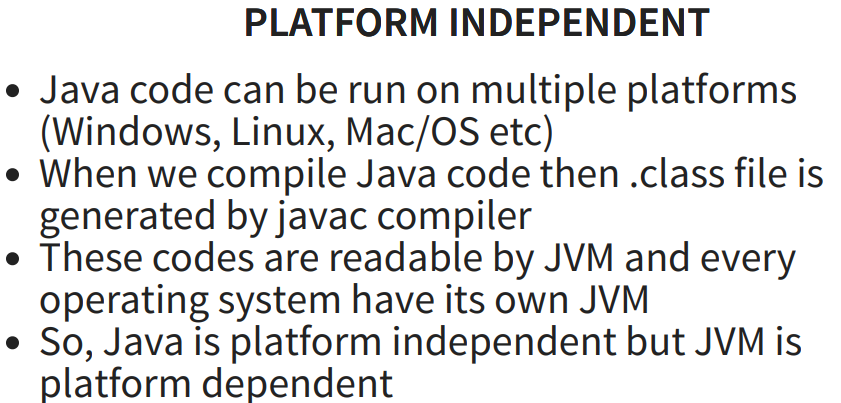 PLATFORM INDEPENDENT
• Java code can be run on multiple platforms
(Windows, Linux, Mac/OS etc)
• When we compile Java code then .class file is
generated by javac compiler
• These codes are readable by JVM and every
operating system have its own JVM
• So, Java is platform independent but JVM is
platform dependent